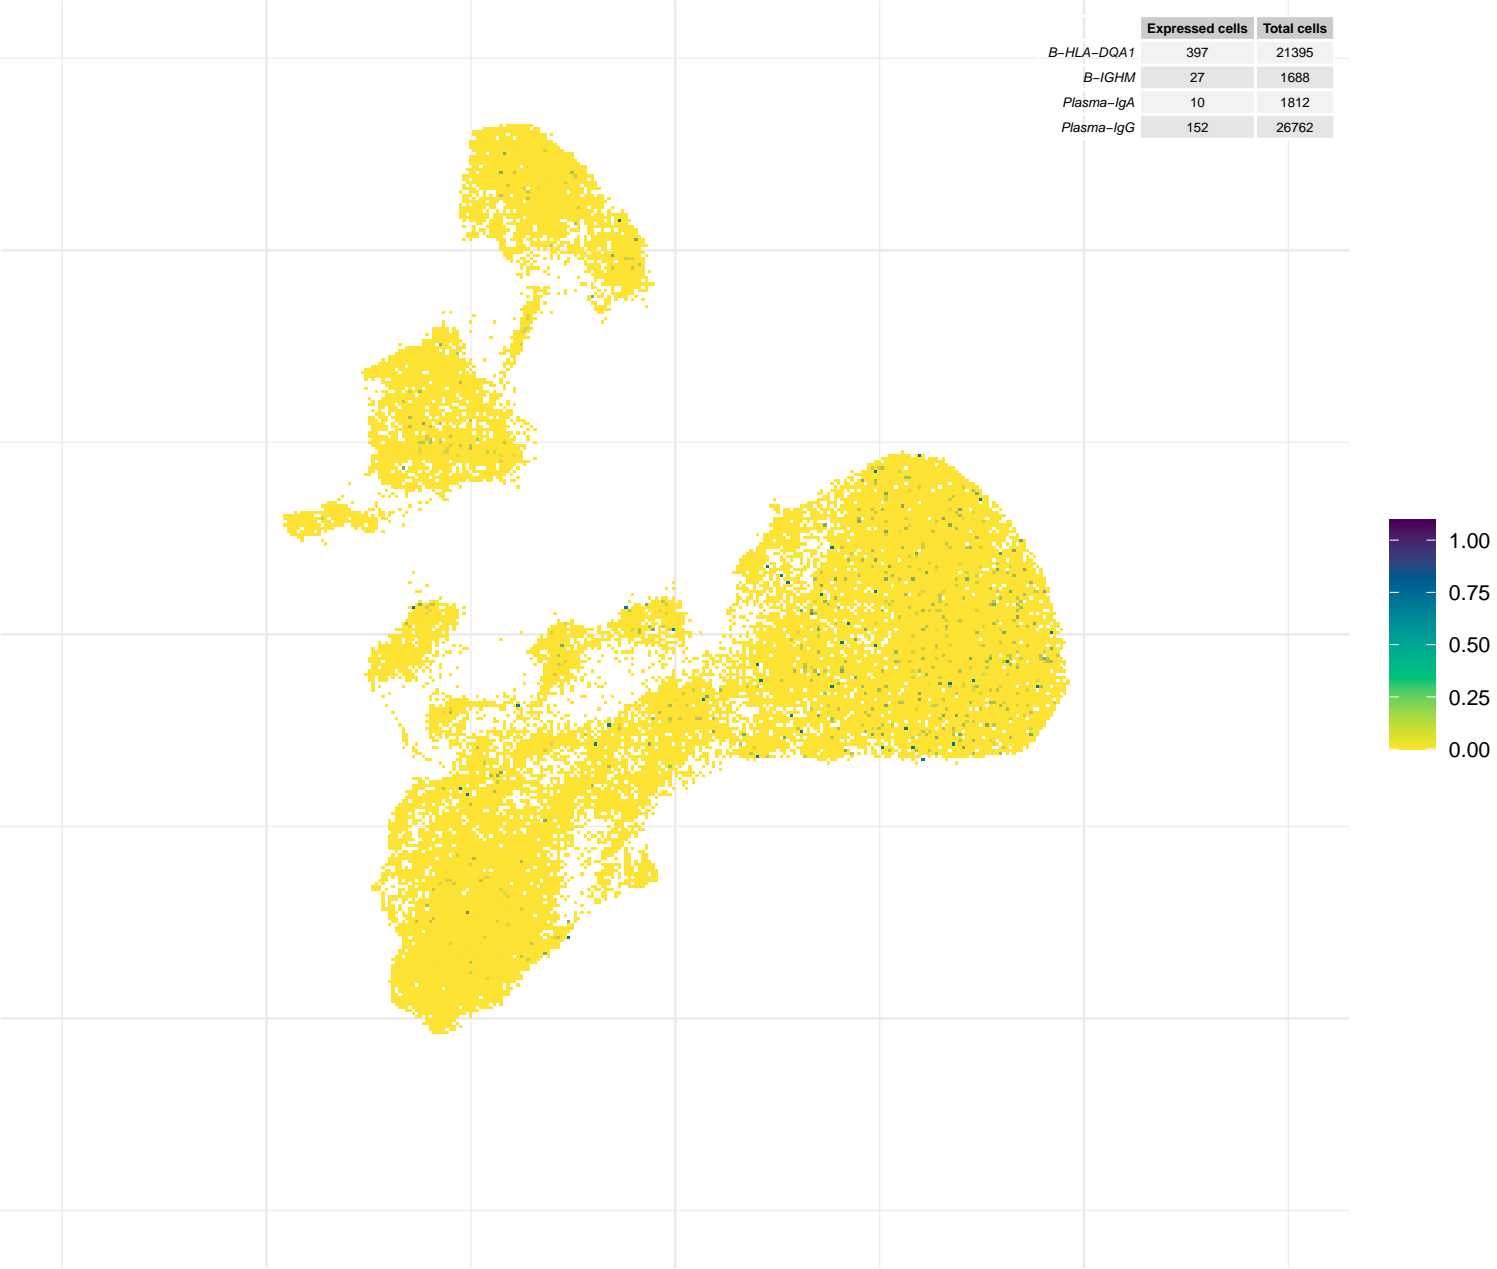 Expressed cells Total cells
B−HLA−DQA1 397 21395
B−IGHM 27 1688
Plasma−IgA 10 1812
Plasma−IgG 152 26762
1.00
0.75
0.50
0.25
0.00